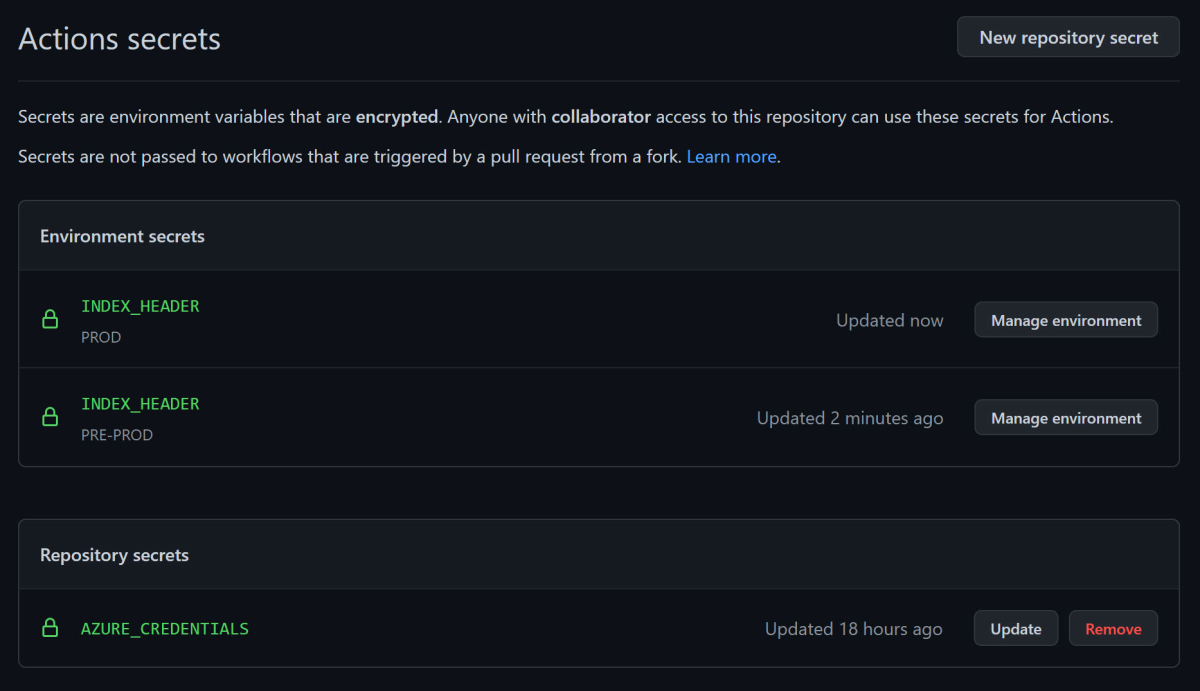 Actions secrets
New repository secret
Secrets are environment variables that are encrypted. Anyone with collaborator access to this repository can use these secrets for Actions.
Secrets are not passed to workflows that are triggered by a pull request from a fork. Learn more.
Environment secrets
INDEX_HEADER
PROD
Updated now
Manage environment
INDEX_HEADER
PRE-PROD
Updated 2 minutes ago
Manage environment
Repository secrets
AZURE_CREDENTIALS
Updated 18 hours ago
Update
Remove